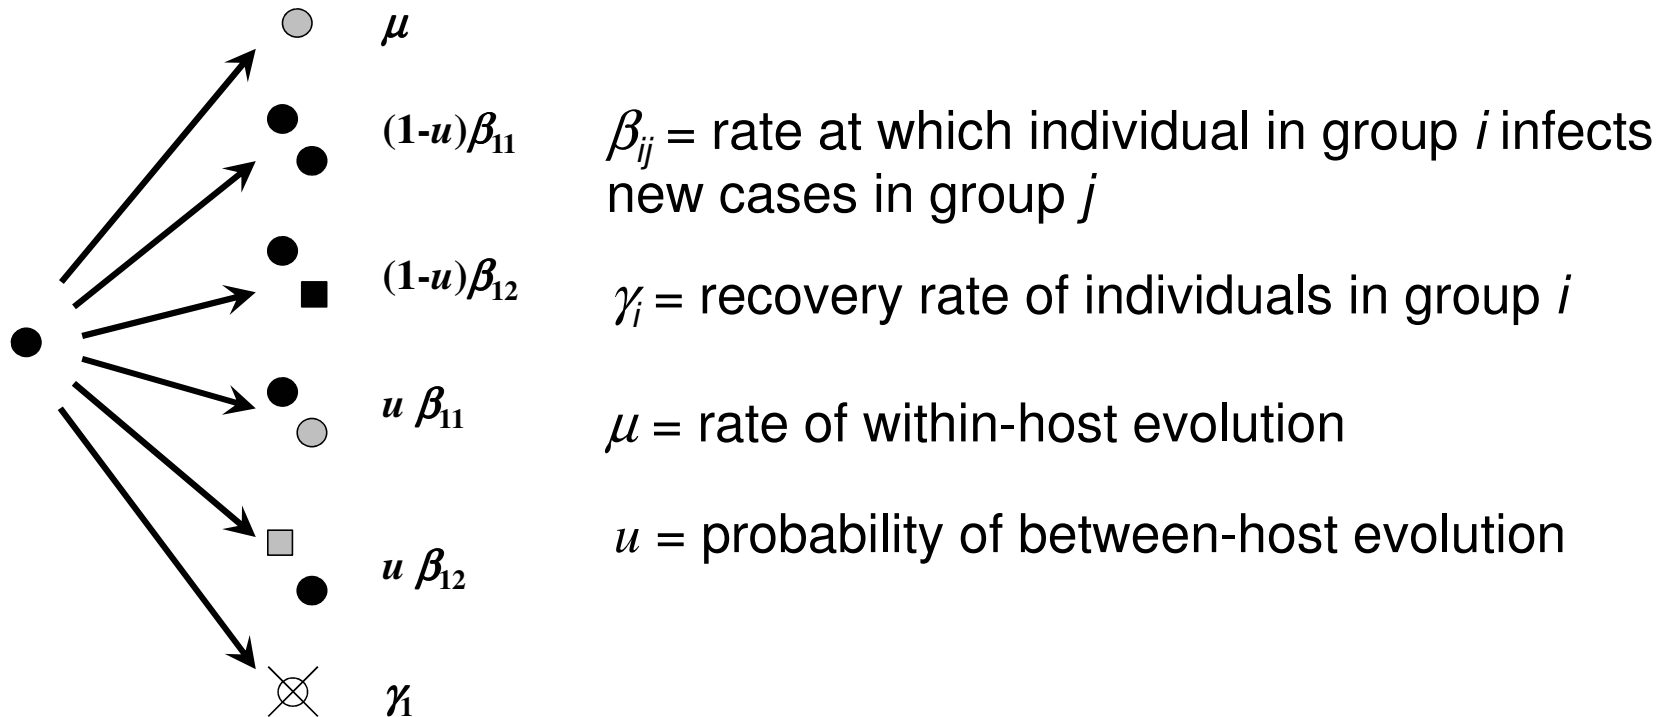 μ
(1-u)β₁₁
(1-u)β₁₂
u β₁₁
u β₁₂
γ₁
βᵢⱼ = rate at which individual in group i infects
new cases in group j
γᵢ = recovery rate of individuals in group i
μ = rate of within-host evolution
u = probability of between-host evolution